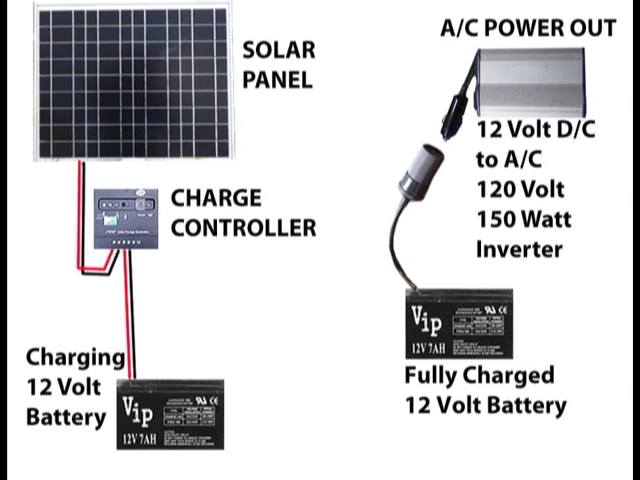 SOLAR
PANEL
CHARGE
CONTROLLER
Charging
12 Volt
Battery
Vip
12V 7AH
A/C POWER OUT
12 Volt D/C
to A/C
120 Volt
150 Watt
Inverter
Vip
12V 7AH
Fully Charged
12 Volt Battery